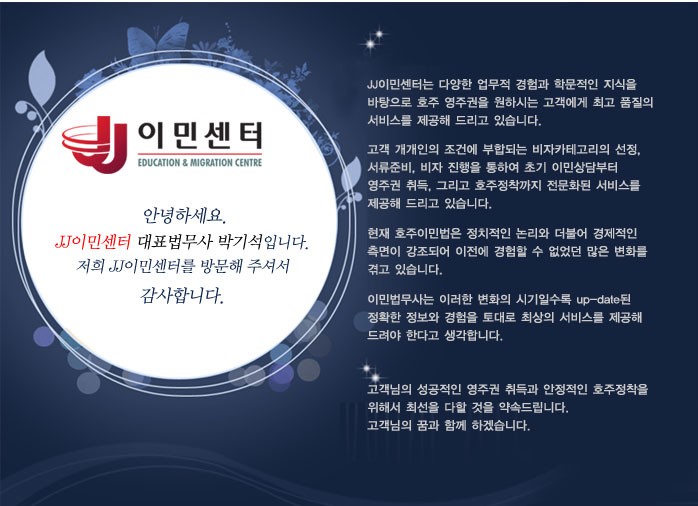 JJ 이민센터
EDUCATION & MIGRATION CENTRE
안녕하세요.
JJ이민센터 대표법무사 박기석입니다.
저희 JJ이민센터를 방문해 주셔서
감사합니다.
JJ이민센터는 다양한 업무적 경험과 학문적인 지식을
바탕으로 호주 영주권을 원하시는 고객에게 최고 품질의
서비스를 제공해 드리고 있습니다.
고객 개개인의 조건에 부합되는 비자카테고리의 선정,
서류준비, 비자 진행을 통하여 초기 이민상담부터
영주권 취득, 그리고 호주정착까지 전문화된 서비스를
제공해 드리고 있습니다.
현재 호주이민법은 정치적인 논리와 더불어 경제적인
측면이 강조되어 이전에 경험할 수 없었던 많은 변화를
겪고 있습니다.
이민법무사는 이러한 변화의 시기일수록 up-date된
정확한 정보와 경험을 토대로 최상의 서비스를 제공해
드려야 한다고 생각합니다.
고객님의 성공적인 영주권 취득과 안정적인 호주정착을
위해서 최선을 다할 것을 약속드립니다.
고객님의 꿈과 함께 하겠습니다.